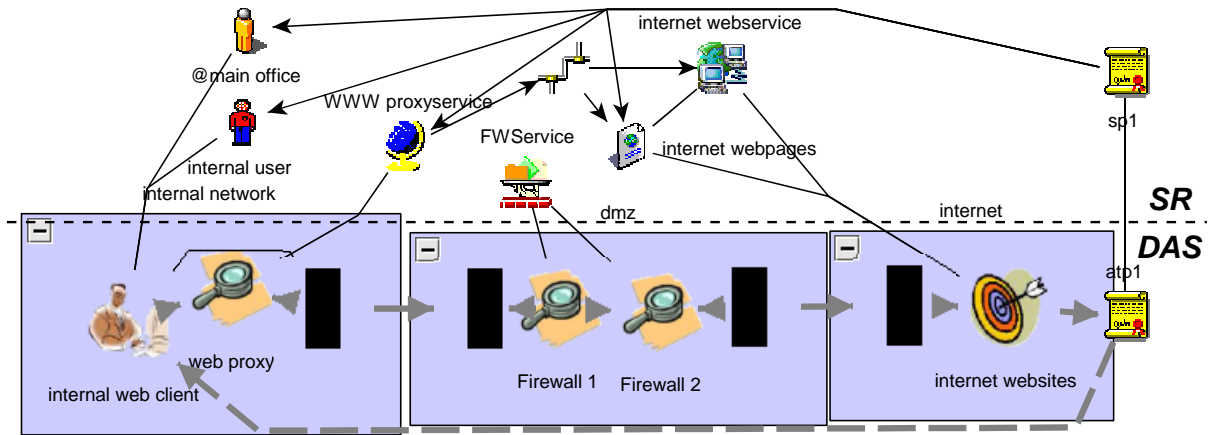 internet webservice
@main office
WWW proxyservice
sp1
FWService
internet webpages
internal user
internal network
dmz
internet
SR
DAS
atp1
web proxy
internal web client
Firewall 1
Firewall 2
internet websites